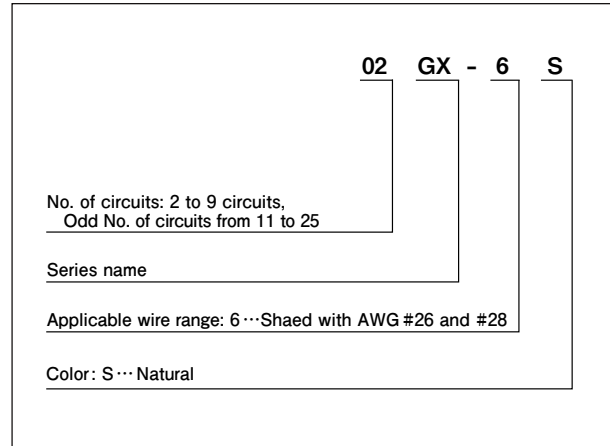 02 GX - 6 S
No. of circuits: 2 to 9 circuits,
Odd No. of circuits from 11 to 25
Series name
Applicable wire range: 6…Shaed with AWG #26 and #28
Color: S… Natural